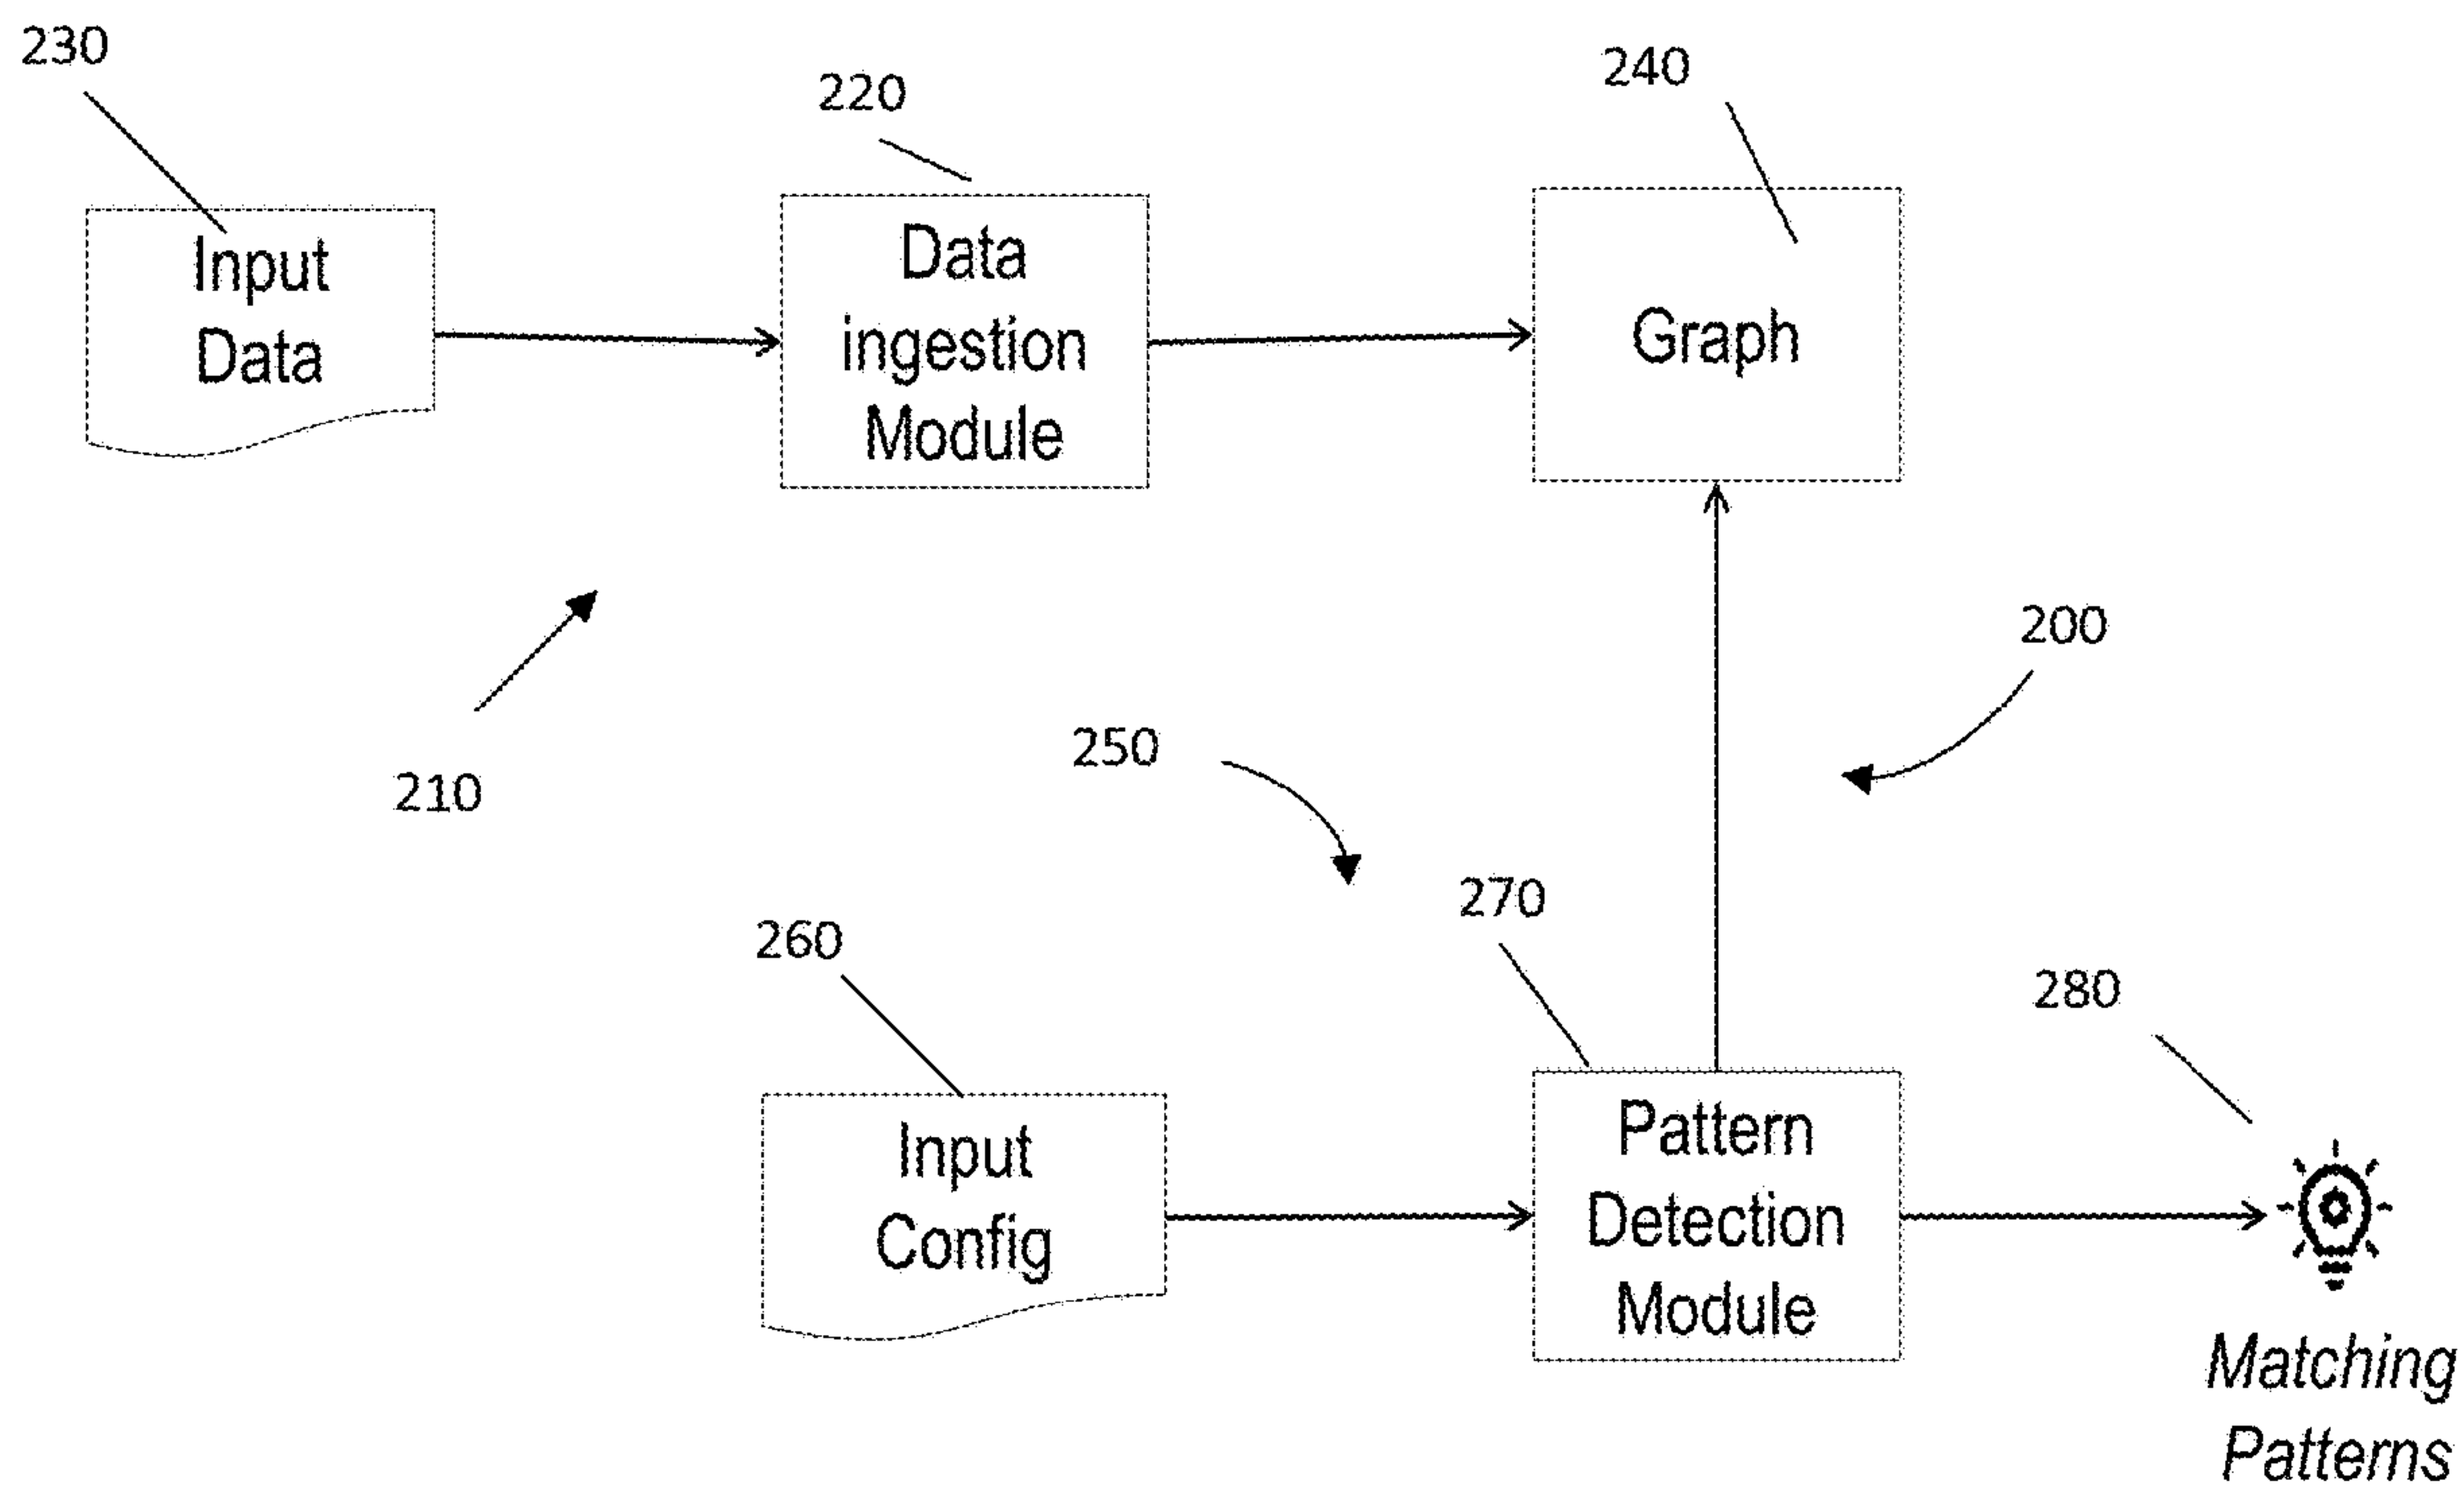 230
220
240
Input
Data
Data
ingestion
Module
Graph
210
200
250
260
270
280
Input
Config
Pattern
Detection
Module
Matching
Patterns